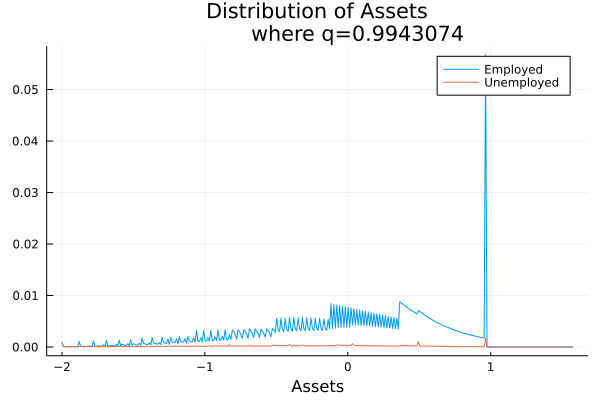 Distribution of Assets
where q=0.9943074
Employed
Unemployed
0.05
0.04
0.03
0.02
0.01
0.00
−2
−1
0
1
Assets